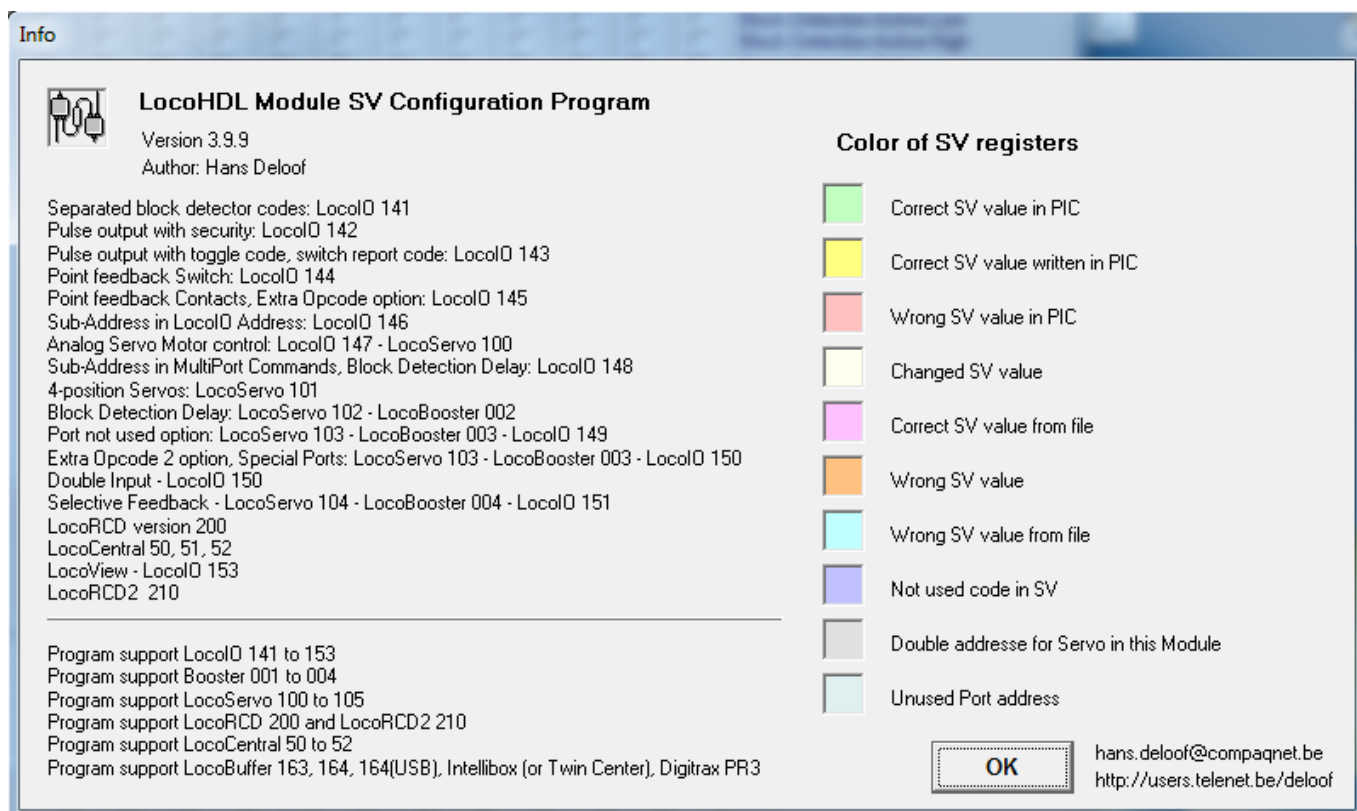 Info
LocoHDL Module SV Configuration Program
Version 3.9.9
Author: Hans Deloof
Separated block detector codes: LocoIO 141
Pulse output with security: LocoIO 142
Pulse output with toggle code, switch report code: LocoIO 143
Point feedback Switch: LocoIO 144
Point feedback Contacts, Extra Opcode option: LocoIO 145
Sub-Address in LocoIO Address: LocoIO 146
Analog Servo Motor control: LocoIO 147 - LocoServo 100
Sub-Address in MultiPort Commands, Block Detection Delay: LocoIO 148
4-position Servos: LocoServo 101
Block Detection Delay: LocoServo 102 - LocoBooster 002
Port not used option: LocoServo 103 - LocoBooster 003 - LocoIO 149
Extra Opcode 2 option, Special Ports: LocoServo 103 - LocoBooster 003 - LocoIO 150
Double Input - LocoIO 150
Selective Feedback - LocoServo 104 - LocoBooster 004 - LocoIO 151
LocoRCD version 200
LocoCentral 50, 51, 52
LocoView - LocoIO 153
LocoRCD2  210
Program support LocoIO 141 to 153
Program support Booster 001 to 004
Program support LocoServo 100 to 105
Program support LocoRCD 200 and LocoRCD2 210
Program support LocoCentral 50 to 52
Program support LocoBuffer 163, 164, 164(USB), Intellibox (or Twin Center), Digitrax PR3
Color of SV registers
Correct SV value in PIC
Correct SV value written in PIC
Wrong SV value in PIC
Changed SV value
Correct SV value from file
Wrong SV value
Wrong SV value from file
Not used code in SV
Double addresse for Servo in this Module
Unused Port address
OK
hans.deloof@compaqnet.be
http://users.telenet.be/deloof